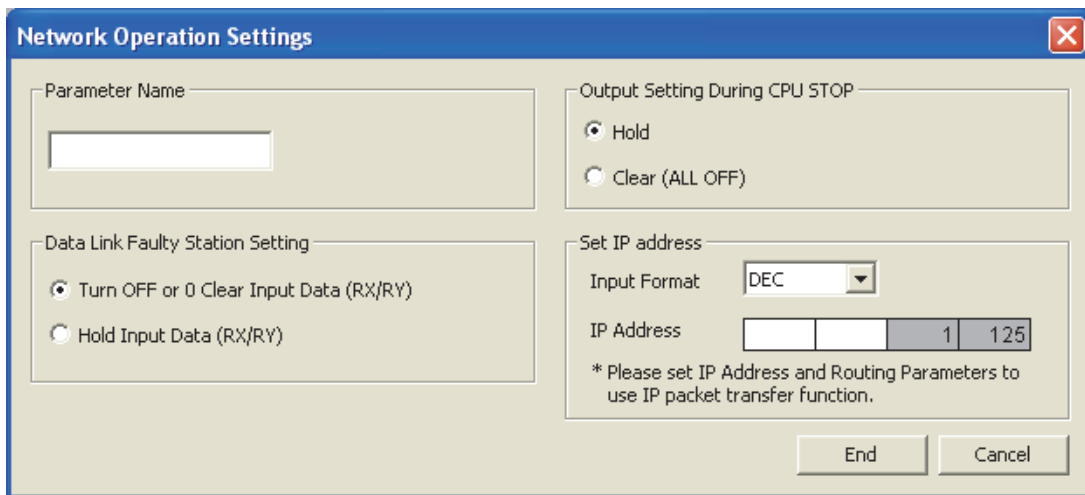 Network Operation Settings
Parameter Name
Output Setting During CPU STOP
Hold
Clear (ALL OFF)
Data Link Faulty Station Setting
Turn OFF or 0 Clear Input Data (RX/RY)
Hold Input Data (RX/RY)
Set IP address
Input Format DEC
IP Address 1 125
* Please set IP Address and Routing Parameters to
use IP packet transfer function.
End Cancel